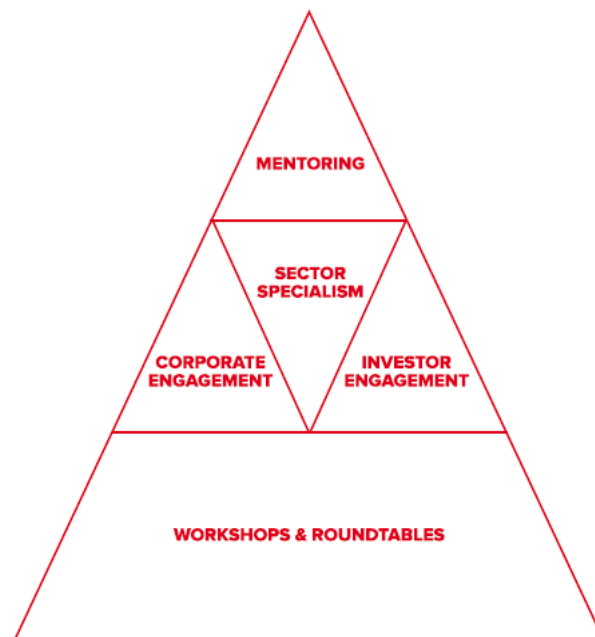 MENTORING
SECTOR
SPECIALISM
CORPORATE
ENGAGEMENT
INVESTOR
ENGAGEMENT
WORKSHOPS & ROUNDTABLES